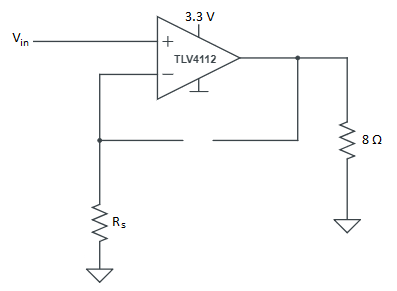 3.3 V
Vin
+
TLV4112
−
8 Ω
Rs